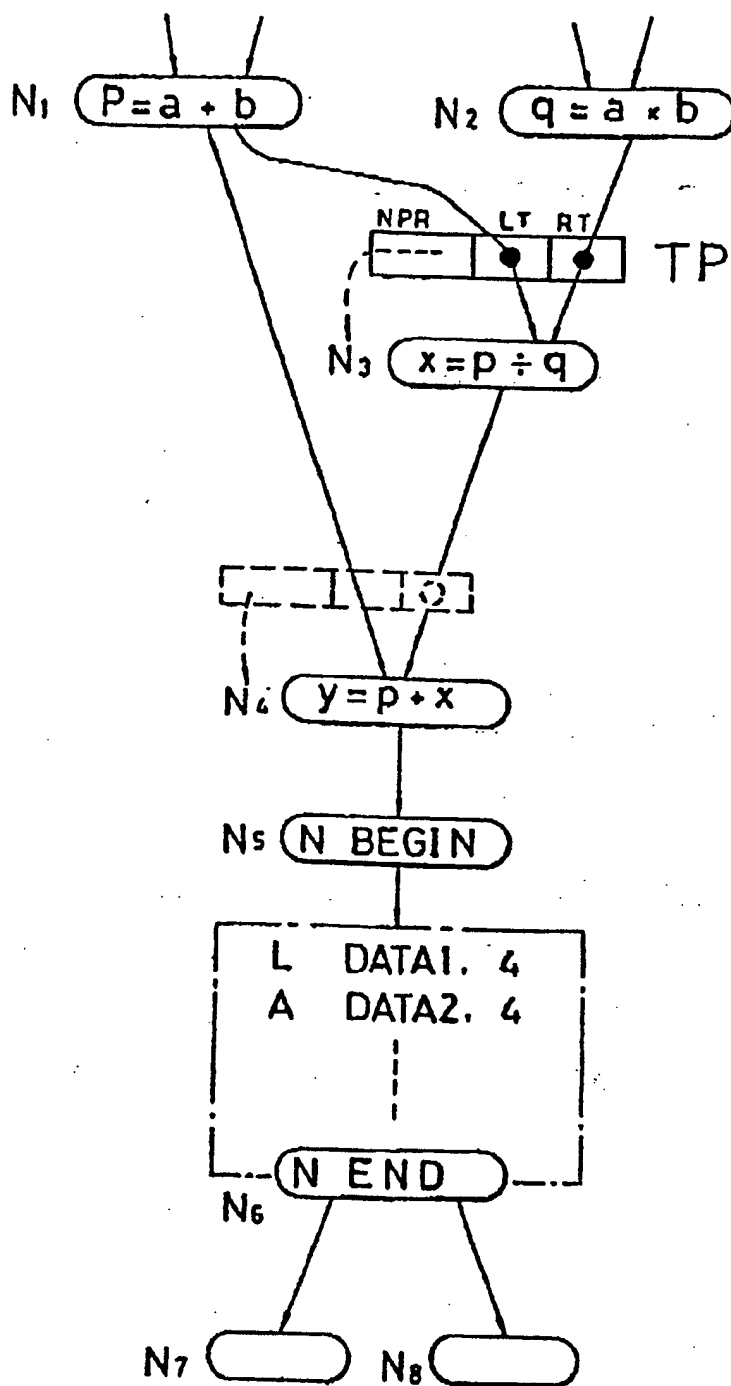 N1 P=a+b
N2 q=a×b
NPR LT RT
TP
N3 x=p÷q
N4 y=p+x
N5 N BEGIN
L DATA1. 4
A DATA2. 4
N END
N6
N7 N8